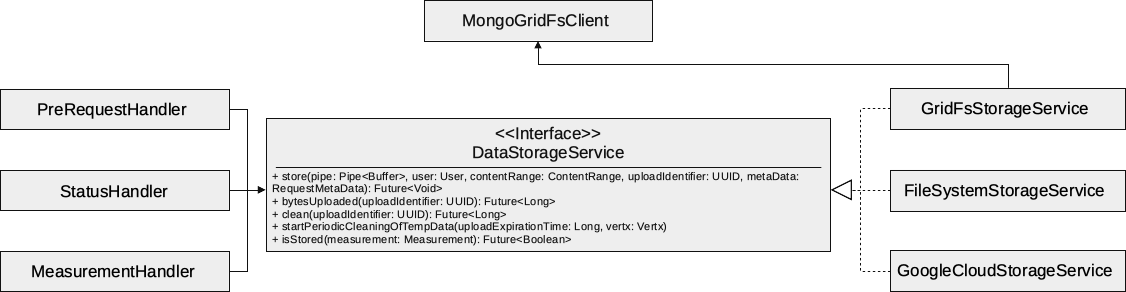 MongoGridFsClient
PreRequestHandler
StatusHandler
MeasurementHandler
<<Interface>>
DataStorageService
+ store(pipe: Pipe<Buffer>, user: User, contentRange: ContentRange, uploadIdentifier: UUID, metaData:
RequestMetaData): Future<Void>
+ bytesUploaded(uploadIdentifier: UUID): Future<Long>
+ clean(uploadIdentifier: UUID): Future<Long>
+ startPeriodicCleaningOfTempData(uploadExpirationTime: Long, vertx: Vertx)
+ isStored(measurement: Measurement): Future<Boolean>
GridFsStorageService
FileSystemStorageService
GoogleCloudStorageService